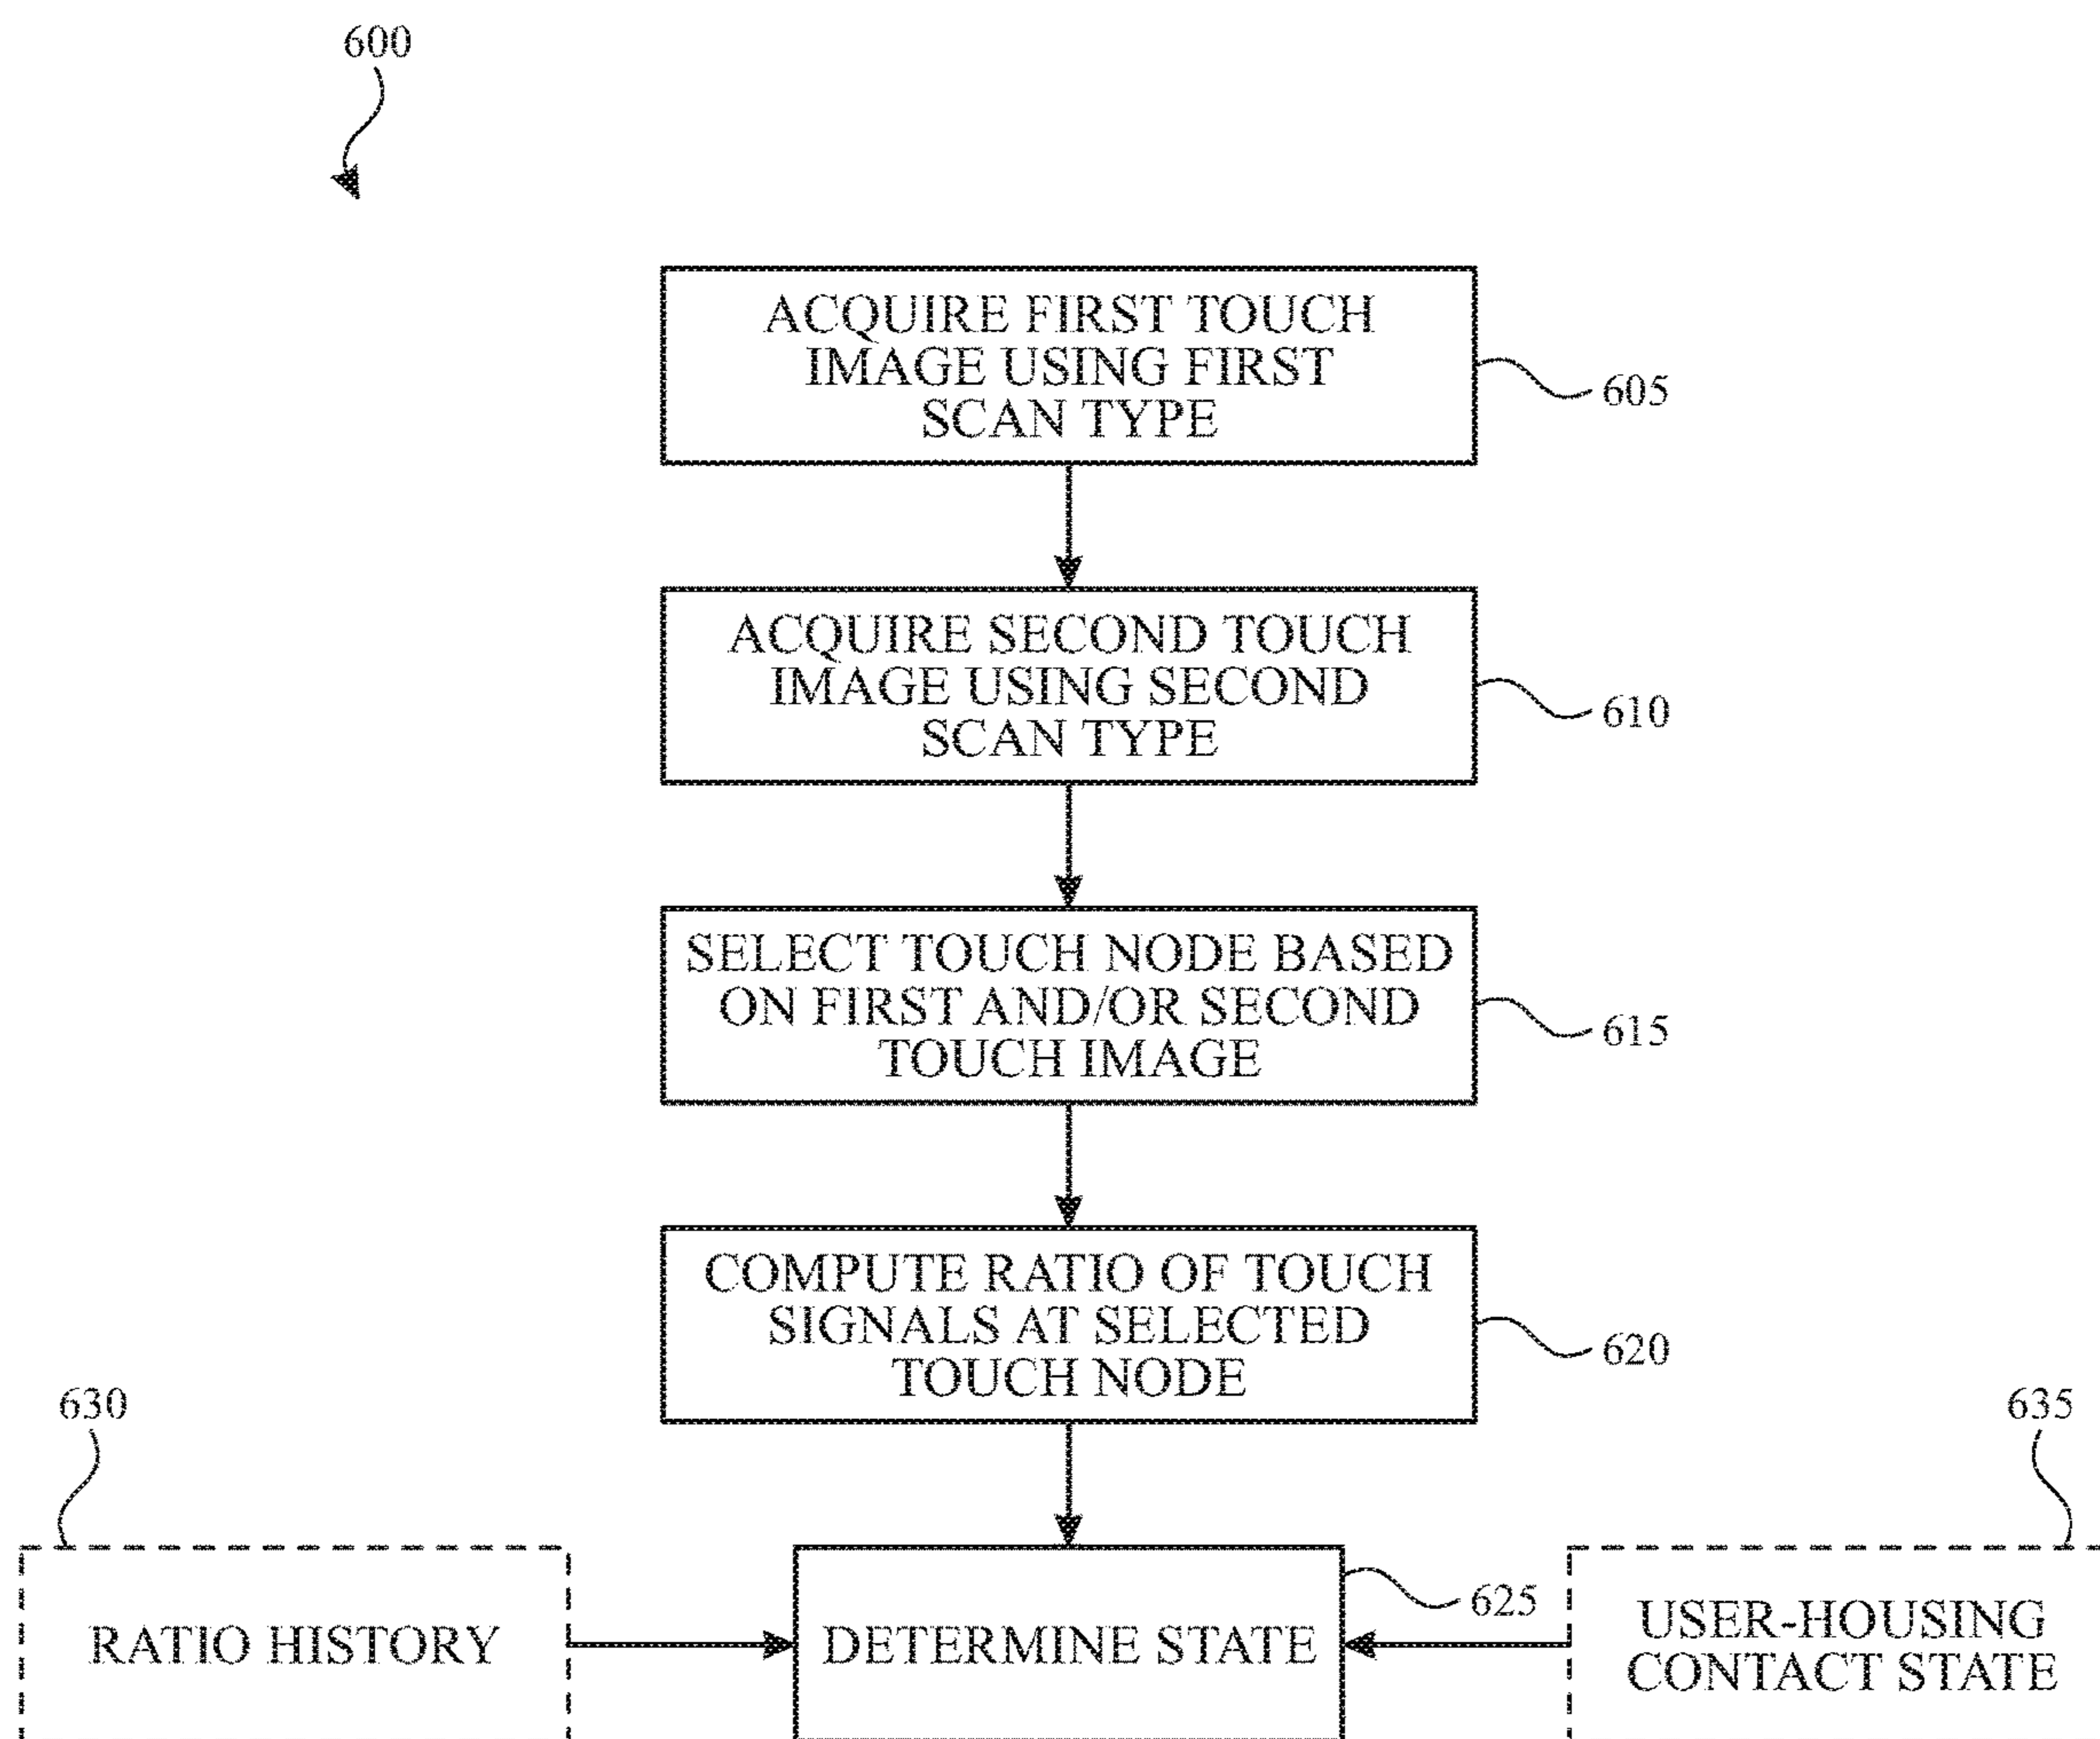 600
ACQUIRE FIRST TOUCH
IMAGE USING FIRST
SCAN TYPE
605
ACQUIRE SECOND TOUCH
IMAGE USING SECOND
SCAN TYPE
610
SELECT TOUCH NODE BASED
ON FIRST AND/OR SECOND
TOUCH IMAGE
615
COMPUTE RATIO OF TOUCH
SIGNALS AT SELECTED
TOUCH NODE
620
630
635
RATIO HISTORY
DETERMINE STATE
625
USER-HOUSING
CONTACT STATE